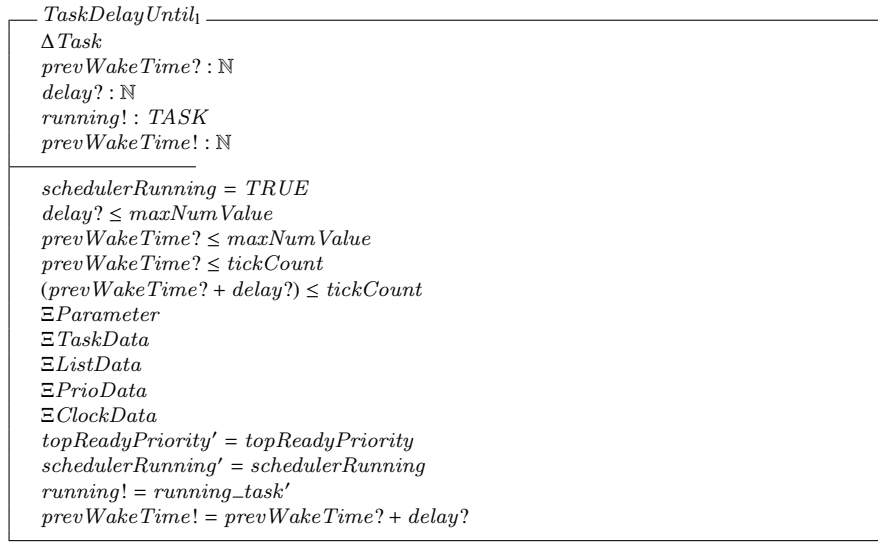 TaskDelayUntil₁
ΔTask
prevWakeTime? : ℕ
delay? : ℕ
running! : TASK
prevWakeTime! : ℕ
schedulerRunning = TRUE
delay? ≤ maxNumValue
prevWakeTime? ≤ maxNumValue
prevWakeTime? ≤ tickCount
(prevWakeTime? + delay?) ≤ tickCount
ΞParameter
ΞTaskData
ΞListData
ΞPrioData
ΞClockData
topReadyPriority′ = topReadyPriority
schedulerRunning′ = schedulerRunning
running! = running_task′
prevWakeTime! = prevWakeTime? + delay?